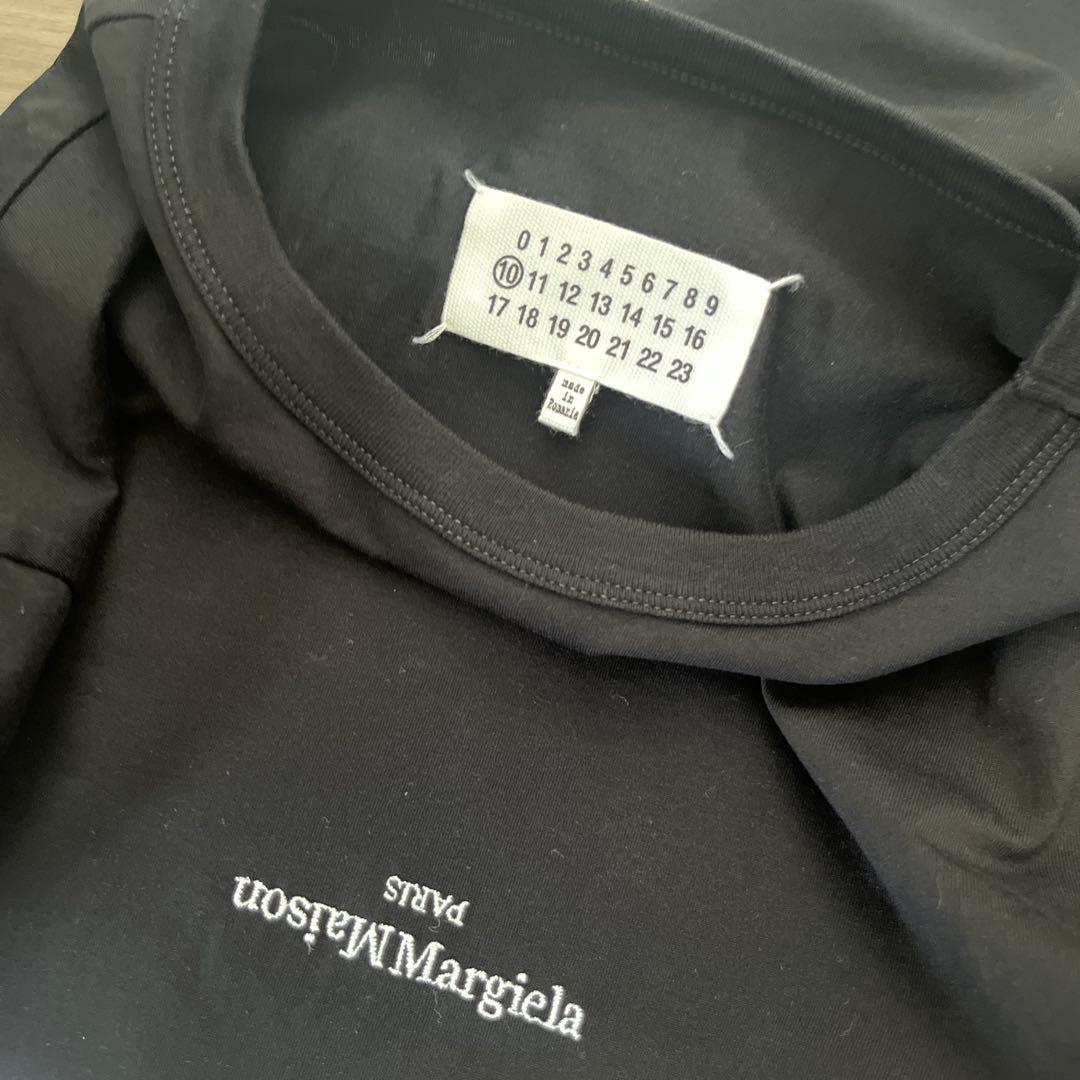 0 1 2 3 4 5 6 7 8 9
10 11 12 13 14 15 16
17 18 19 20 21 22 23
made
in
Romania
PARIS
Maison Margiela